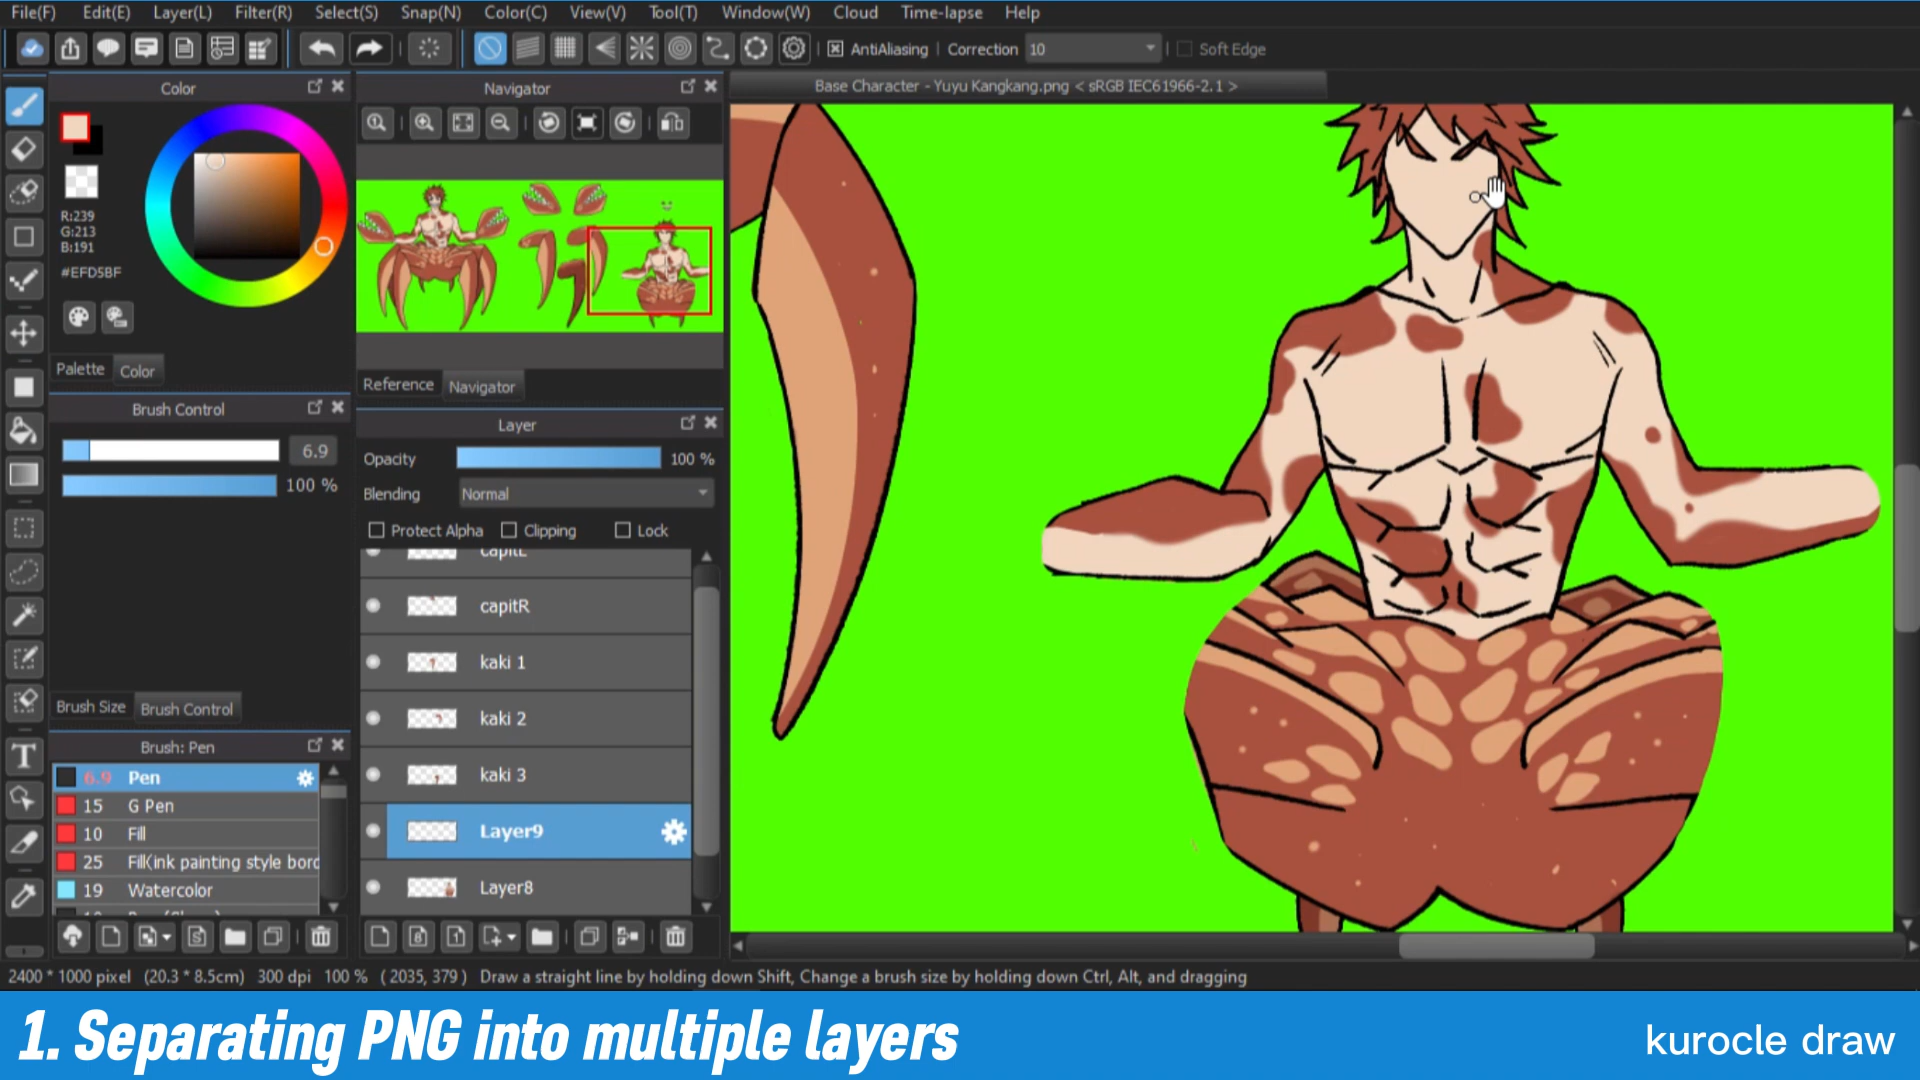 File(F) Edit(E) Layer(L) Filter(R) Select(S) Snap(N) Color(C) View(V) Tool(T) Window(W) Cloud Time-lapse Help
AntiAliasing Correction 10 Soft Edge
Color
R:239
G:213
B:191
#EFD5BF
Palette Color
Brush Control
6.9
100 %
Brush Size Brush Control
Brush: Pen
6.9 Pen
15 G Pen
10 Fill
25 Fill(ink painting style bord
19 Watercolor
Navigator
Reference Navigator
Layer
Opacity 100 %
Blending Normal
Protect Alpha Clipping Lock
capitL
capitR
kaki 1
kaki 2
kaki 3
Layer9
Layer8
Base Character - Yuyu Kangkang.png < sRGB IEC61966-2.1 >
2400 * 1000 pixel (20.3 * 8.5cm) 300 dpi 100 % ( 2035, 379 ) Draw a straight line by holding down Shift, Change a brush size by holding down Ctrl, Alt, and dragging
1. Separating PNG into multiple layers
kurocle draw